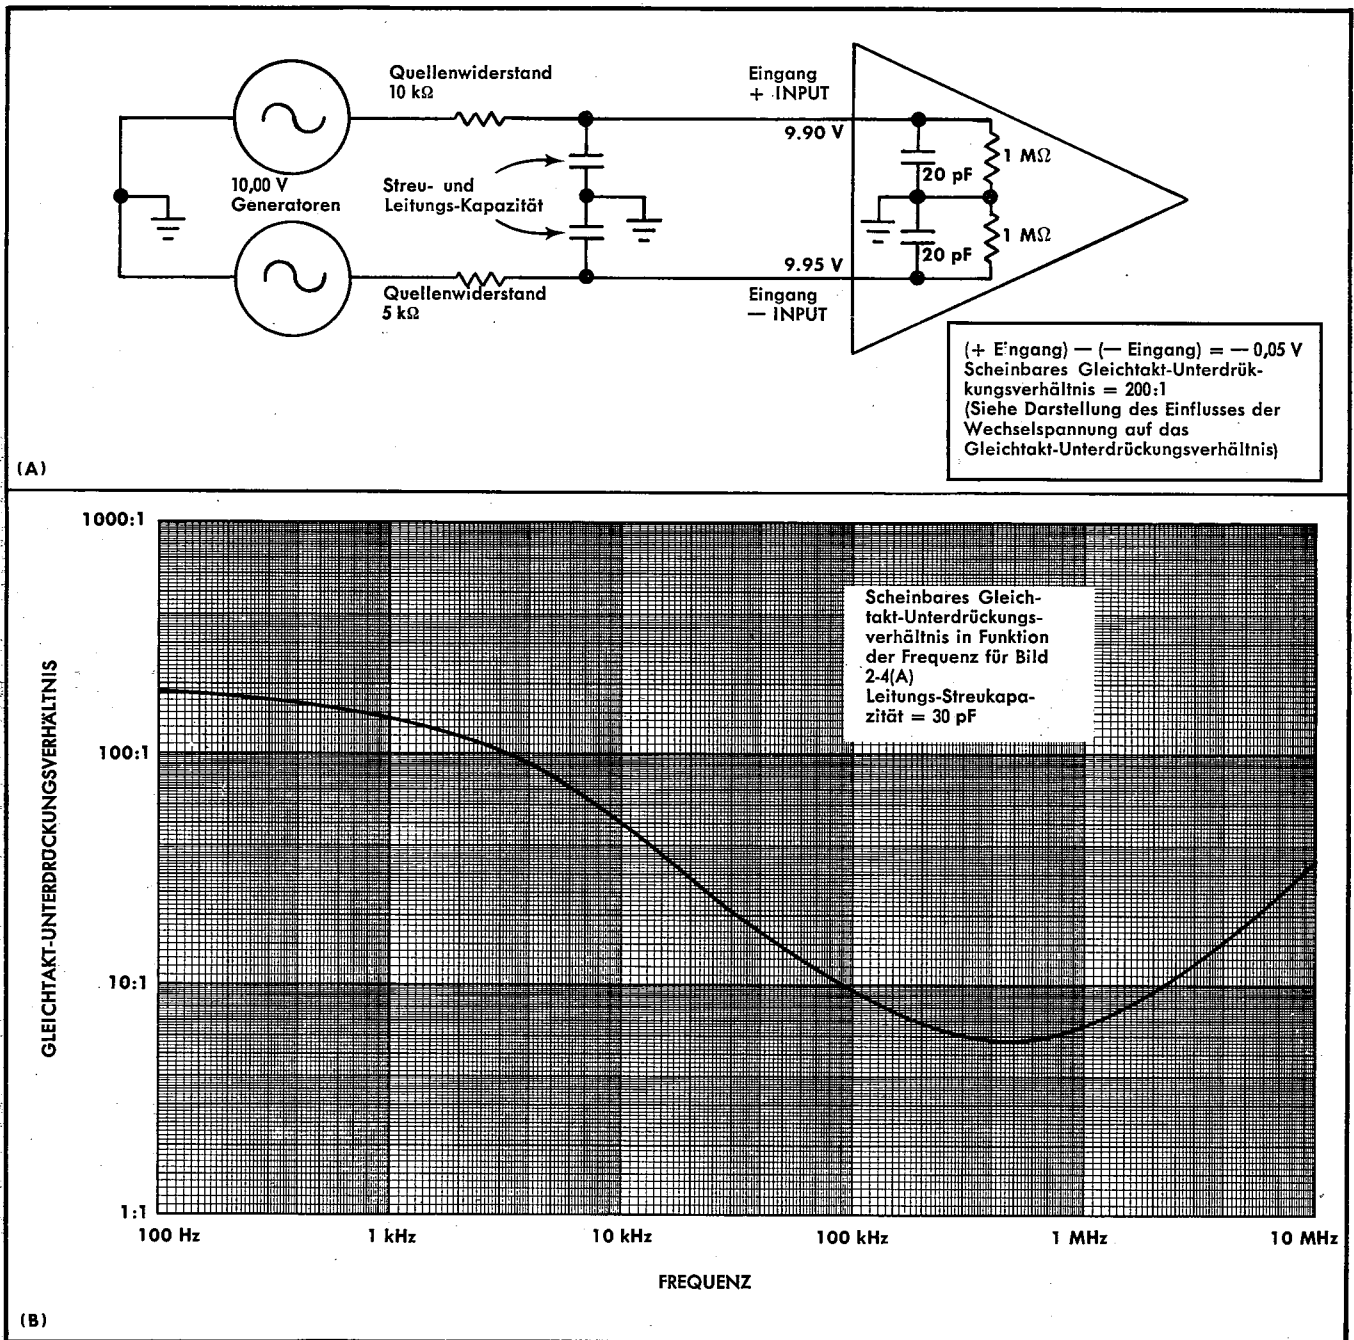 Quellenwiderstand
10 kΩ
Eingang
+ INPUT
9.90 V
1 MΩ
20 pF
10,00 V
Generatoren
Streu- und
Leitungs-Kapazität
1 MΩ
20 pF
9.95 V
Quellenwiderstand
5 kΩ
Eingang
— INPUT
(+ Eingang) — (— Eingang) = — 0,05 V
Scheinbares Gleichtakt-Unterdrük-
kungsverhältnis = 200:1
(Siehe Darstellung des Einflusses der
Wechselspannung auf das
Gleichtakt-Unterdrückungsverhältnis)
(A)
1000:1
Scheinbares Gleich-
takt-Unterdrückungs-
verhältnis in Funktion
der Frequenz für Bild
2-4(A)
Leitungs-Streukapa-
zität = 30 pF
GLEICHTAKT-UNTERDRÜCKUNGSVERHÄLTNIS
100:1
10:1
1:1
100 Hz
1 kHz
10 kHz
100 kHz
1 MHz
10 MHz
FREQUENZ
(B)